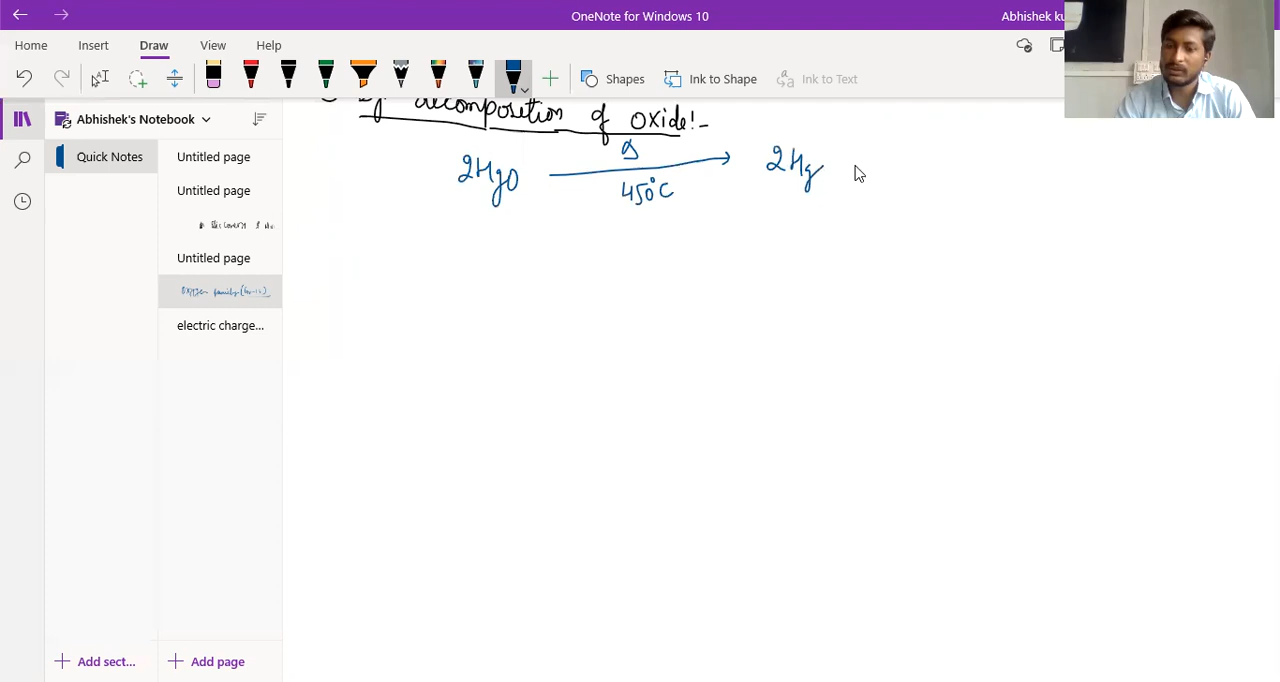 OneNote for Windows 10
Abhishek ku
Home Insert Draw View Help
Shapes Ink to Shape Ink to Text
Abhishek's Notebook
Quick Notes
Untitled page
Untitled page
Untitled page
Oxygen family
electric charge...
Add sect...
Add page
decomposition of oxide!-
2HgO Δ 450°C 2Hg